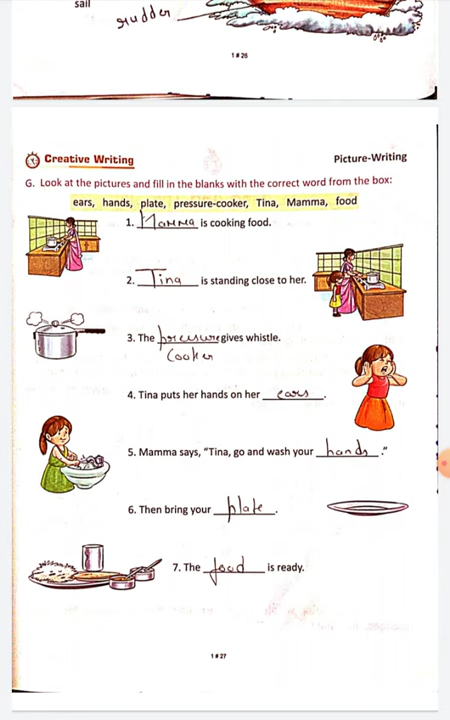 sail
rudder
1#26
Creative Writing
Picture-Writing
G. Look at the pictures and fill in the blanks with the correct word from the box:
ears, hands, plate, pressure-cooker, Tina, Mamma, food
1. Mamma is cooking food.
2. Tina is standing close to her.
3. The pressure gives whistle.
Cooker
4. Tina puts her hands on her ears.
5. Mamma says, "Tina, go and wash your hands."
6. Then bring your plate.
7. The food is ready.
1#27